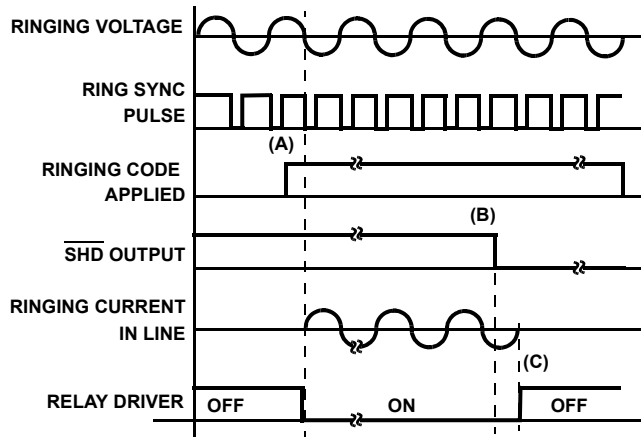 RINGING VOLTAGE
RING SYNC
PULSE
(A)
RINGING CODE
APPLIED
(B)
SHD OUTPUT
RINGING CURRENT
IN LINE
(C)
RELAY DRIVER
OFF
ON
OFF